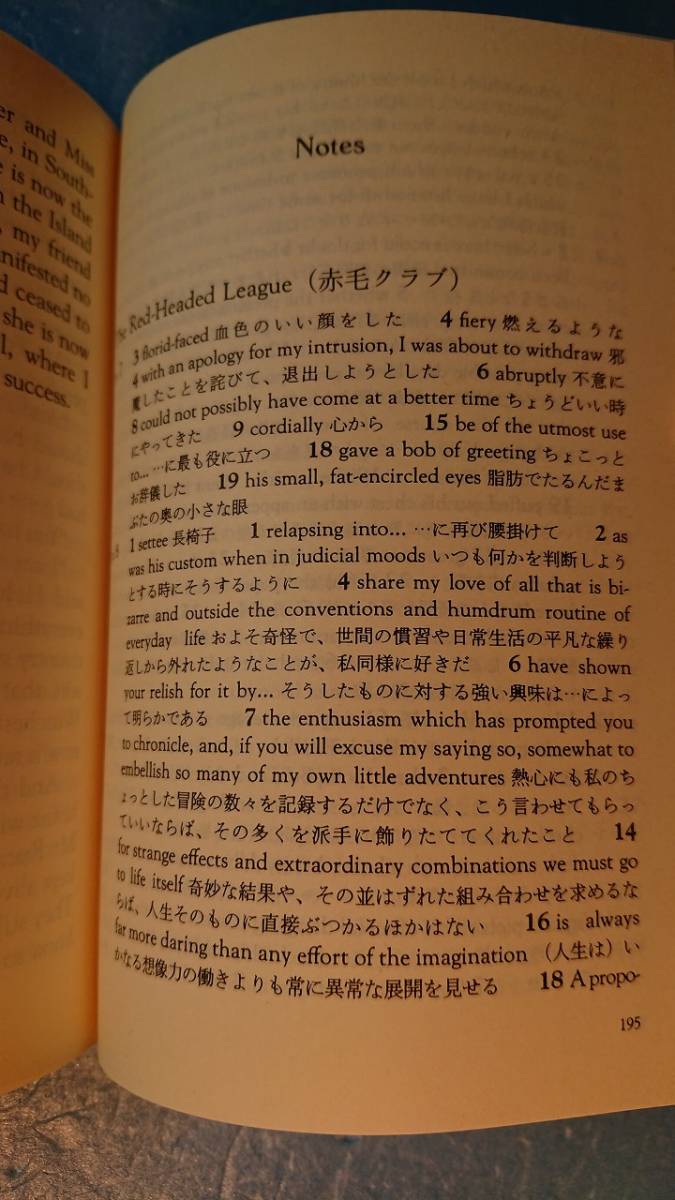 er and Miss
e, in South-
e is now the
n the Island
, my friend
nifested no
d ceased to
she is now
l, where I
success.
Notes
Red-Headed League（赤毛クラブ）
3 florid-faced 血色のいい顔をした 4 fiery 燃えるような
4 with an apology for my intrusion, I was about to withdraw 邪
魔したことを詫びて、退出しようとした 6 abruptly 不意に
8 could not possibly have come at a better time ちょうどいい時
にやってきた 9 cordially 心から 15 be of the utmost use
to... …に最も役に立つ 18 gave a bob of greeting ちょこっと
お辞儀した 19 his small, fat-encircled eyes 脂肪でたるんだま
ぶたの奥の小さな眼
1 settee 長椅子 1 relapsing into... …に再び腰掛けて 2 as
was his custom when in judicial moods いつも何かを判断しよう
とする時にそうするように 4 share my love of all that is bi-
zarre and outside the conventions and humdrum routine of
everyday life およそ奇怪で、世間の慣習や日常生活の平凡な繰り
返しから外れたようなことが、私同様に好きだ 6 have shown
your relish for it by... そうしたものに対する強い興味は…によっ
て明らかである 7 the enthusiasm which has prompted you
to chronicle, and, if you will excuse my saying so, somewhat to
embellish so many of my own little adventures 熱心にも私のち
ょっとした冒険の数々を記録するだけでなく、こう言わせてもらっ
ていいならば、その多くを派手に飾りたててくれたこと 14
for strange effects and extraordinary combinations we must go
to life itself 奇妙な結果や、その並はずれた組み合わせを求めるな
らば、人生そのものに直接ぶつかるほかはない 16 is always
far more daring than any effort of the imagination （人生は）い
かなる想像力の働きよりも常に異常な展開を見せる 18 A propo-
195